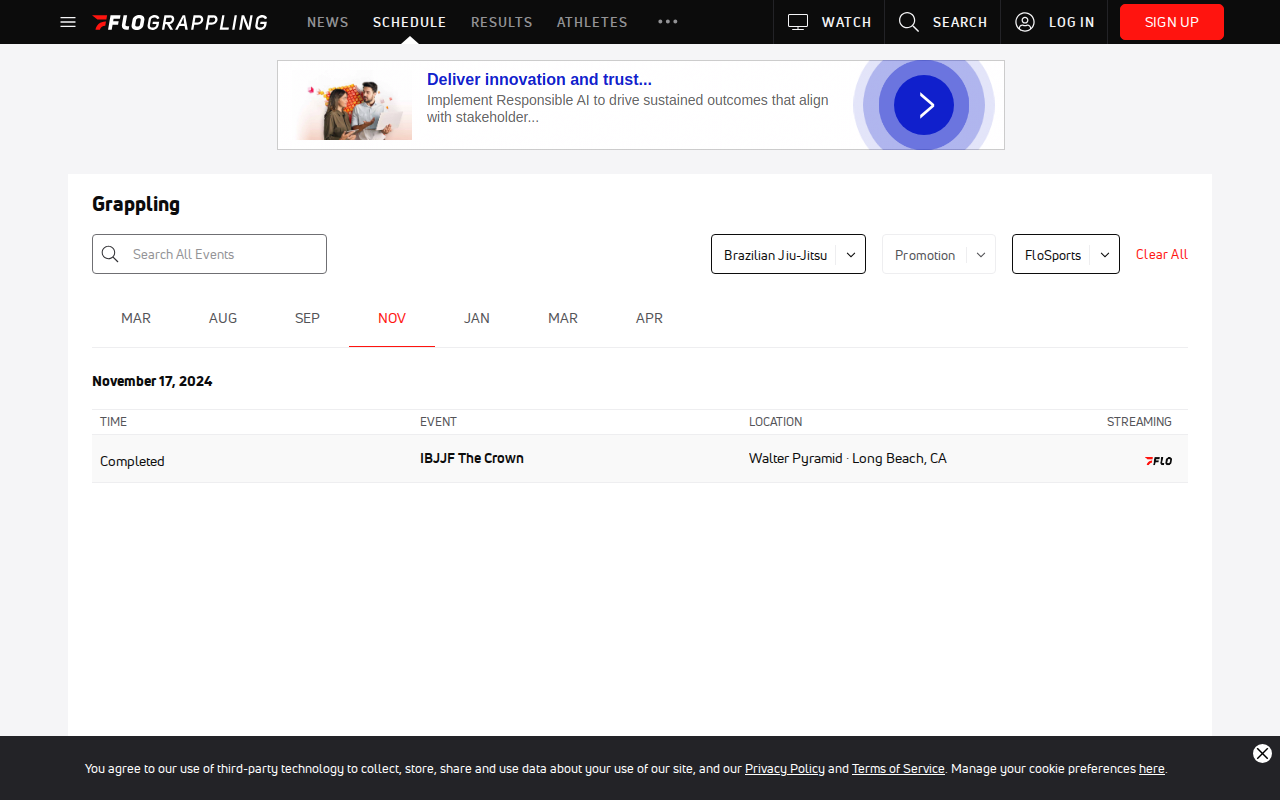 FLOGRAPPLING NEWS SCHEDULE RESULTS ATHLETES WATCH SEARCH LOG IN SIGN UP
Deliver innovation and trust...
Implement Responsible AI to drive sustained outcomes that align
with stakeholder...
Grappling
Search All Events Brazilian Jiu-Jitsu Promotion FloSports Clear All
MAR AUG SEP NOV JAN MAR APR
November 17, 2024
TIME EVENT LOCATION STREAMING
Completed IBJJF The Crown Walter Pyramid · Long Beach, CA FLO
You agree to our use of third-party technology to collect, store, share and use data about your use of our site, and our Privacy Policy and Terms of Service. Manage your cookie preferences here.